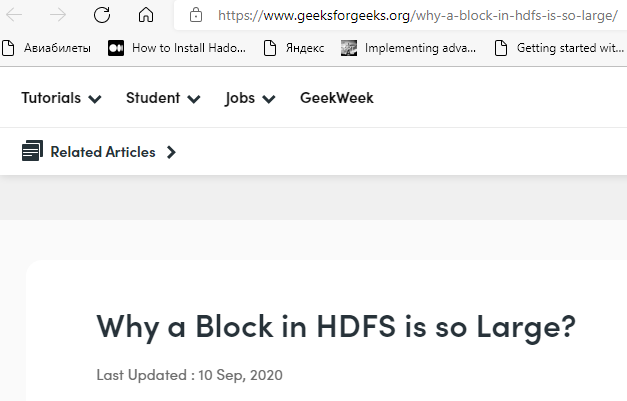 https://www.geeksforgeeks.org/why-a-block-in-hdfs-is-so-large/
Авиабилеты How to Install Hado... Яндекс Implementing adva... Getting started wit...
Tutorials Student Jobs GeekWeek
Related Articles
Why a Block in HDFS is so Large?
Last Updated : 10 Sep, 2020